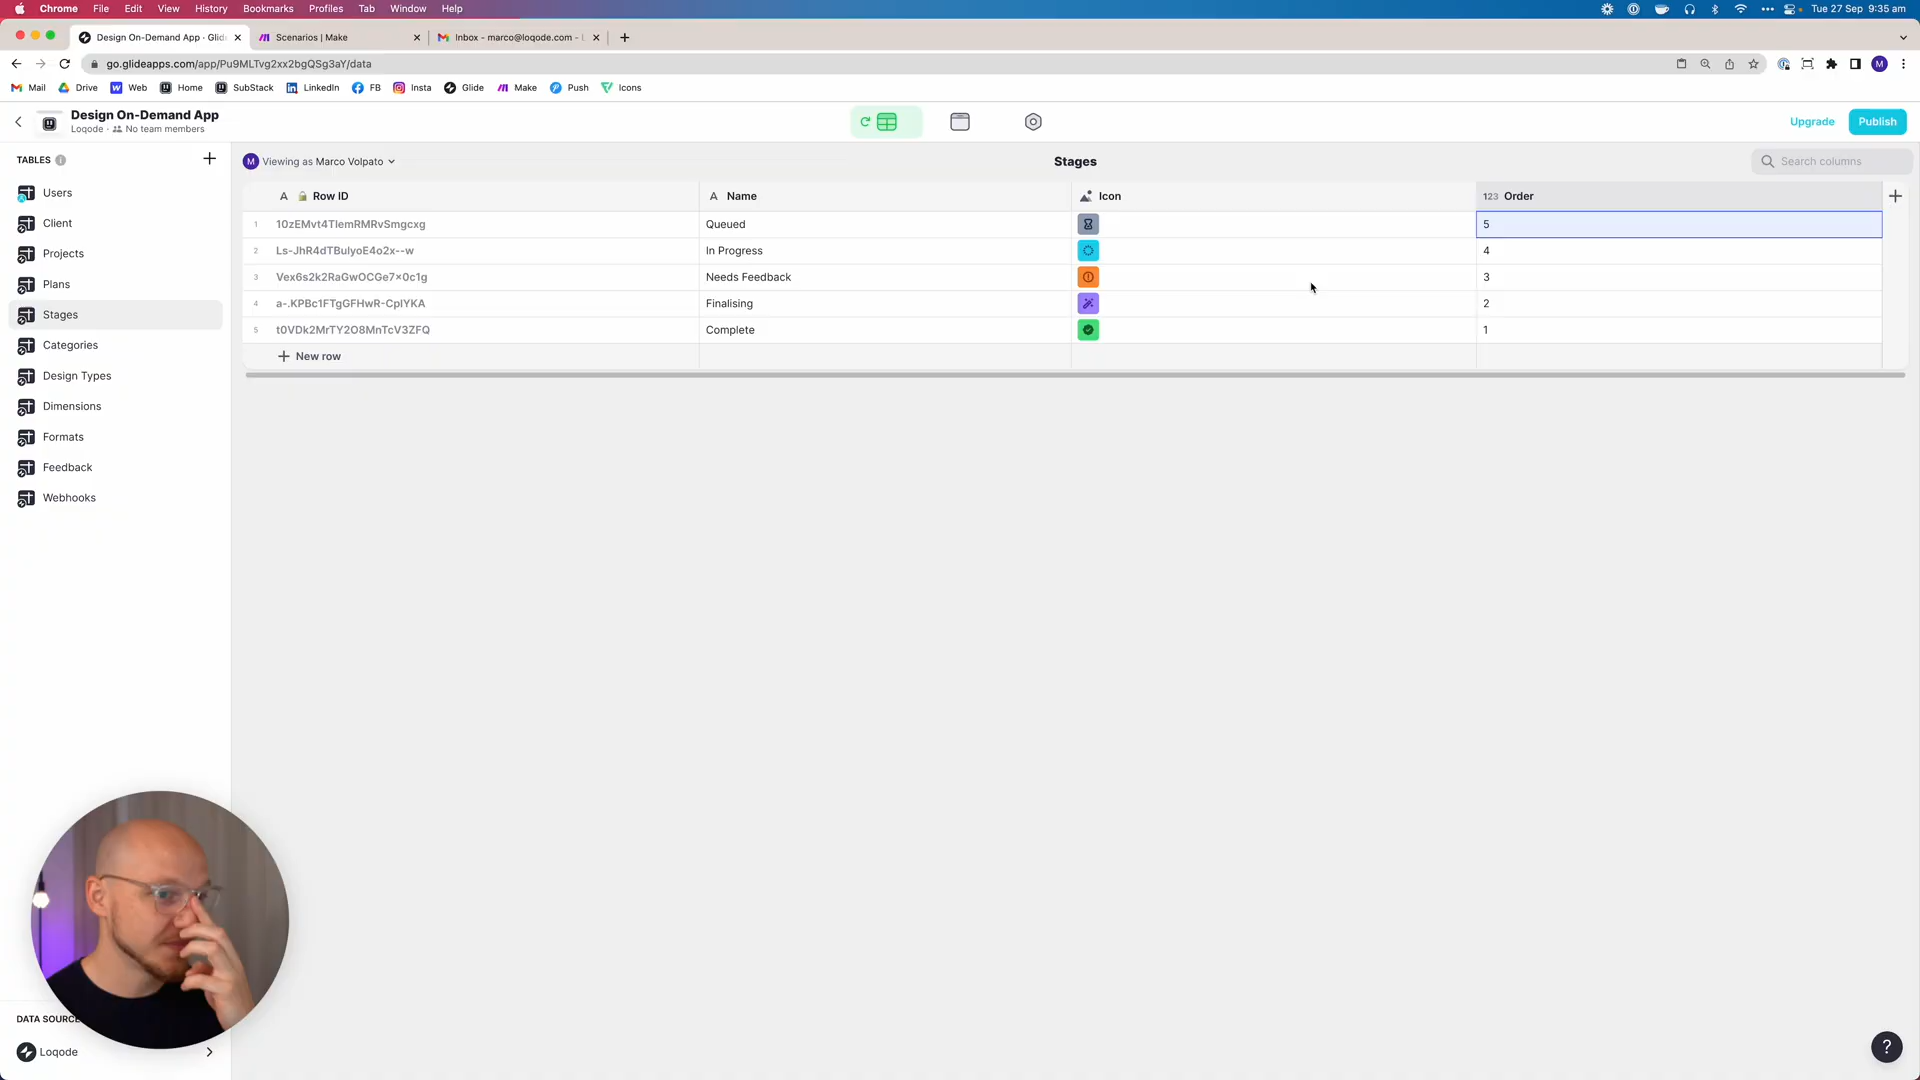 Chrome File Edit View History Bookmarks Profiles Tab Window Help Tue 27 Sep 9:35 am
Design On-Demand App · Glide Scenarios | Make Inbox - marco@loqode.com -
go.glideapps.com/app/Pu9MLTvg2xx2bgQSg3aY/data M
Mail Drive Web Home SubStack LinkedIn FB Insta Glide Make Push Icons
Design On-Demand App
Loqode · No team members
Upgrade Publish
TABLES
M Viewing as Marco Volpato
Stages
Search columns
Users
Client
Projects
Plans
Stages
Categories
Design Types
Dimensions
Formats
Feedback
Webhooks
A Row ID A Name Icon 123 Order
1 10zEMvt4TlemRMRvSmgcxg Queued 5
2 Ls-JhR4dTBulyoE4o2x--w In Progress 4
3 Vex6s2k2RaGwOCGe7x0c1g Needs Feedback 3
4 a-.KPBc1FTgGFHwR-CplYKA Finalising 2
5 t0VDk2MrTY2O8MnTcV3ZFQ Complete 1
New row
DATA SOURC
Loqode
?